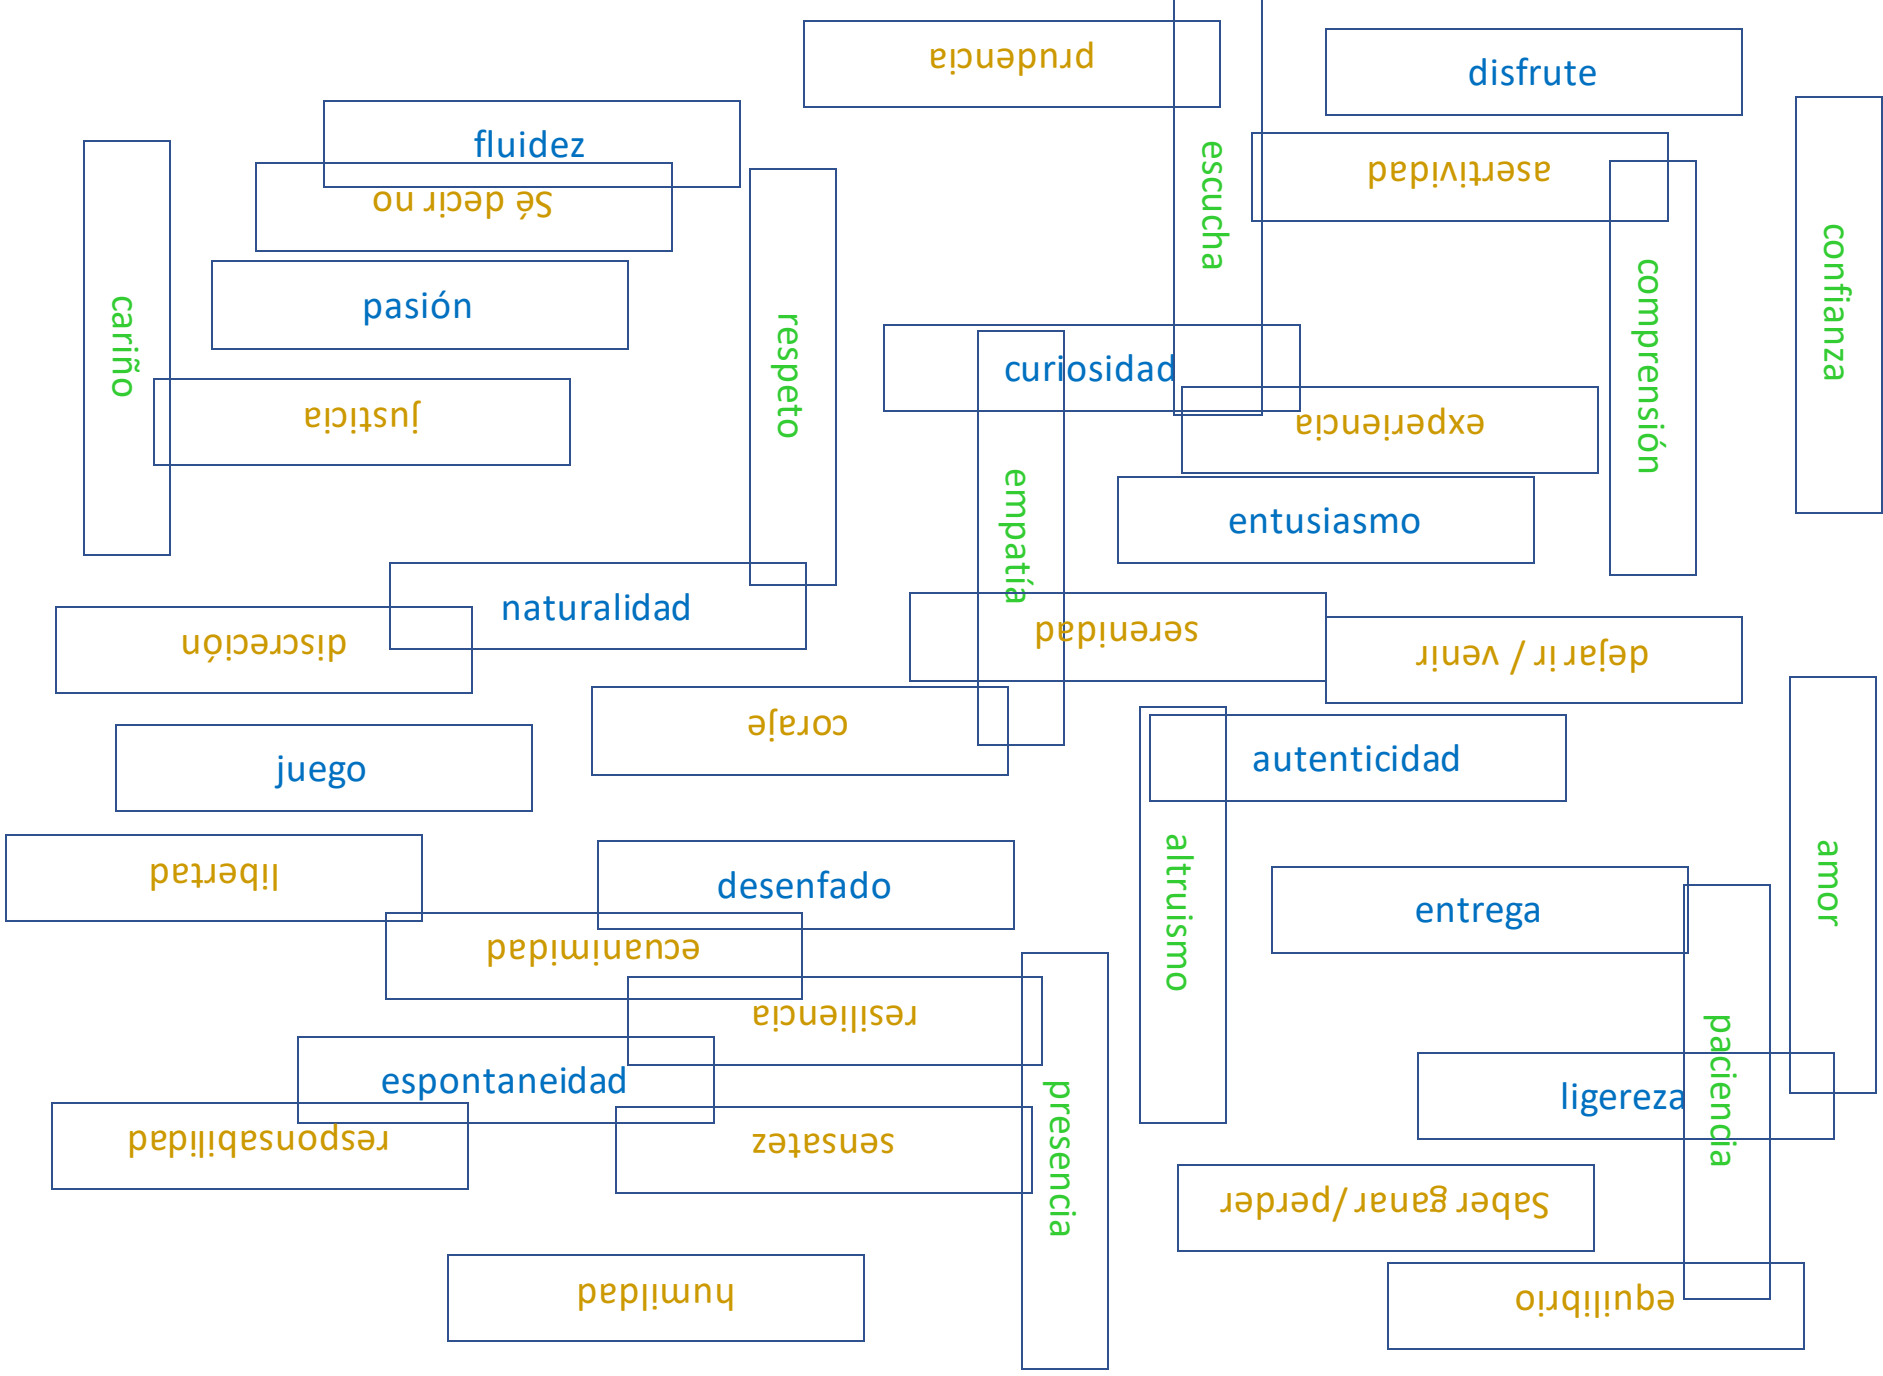 prudencia
disfrute
fluidez
asertividad
Sé decir no
escucha
confianza
pasión
cariño
respeto
comprensión
curiosidad
justicia
experiencia
entusiasmo
empatía
naturalidad
serenidad
discreción
dejar ir / venir
coraje
autenticidad
juego
libertad
desenfado
altruismo
amor
entrega
ecuanimidad
resiliencia
espontaneidad
paciencia
ligereza
responsabilidad
sensatez
presencia
Saber ganar/perder
humildad
equilibrio